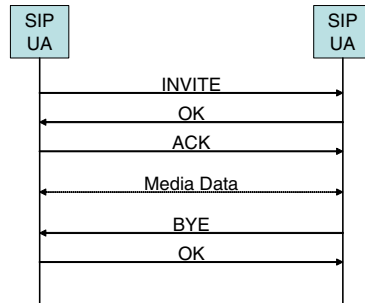 SIP
UA
SIP
UA
INVITE
OK
ACK
Media Data
BYE
OK